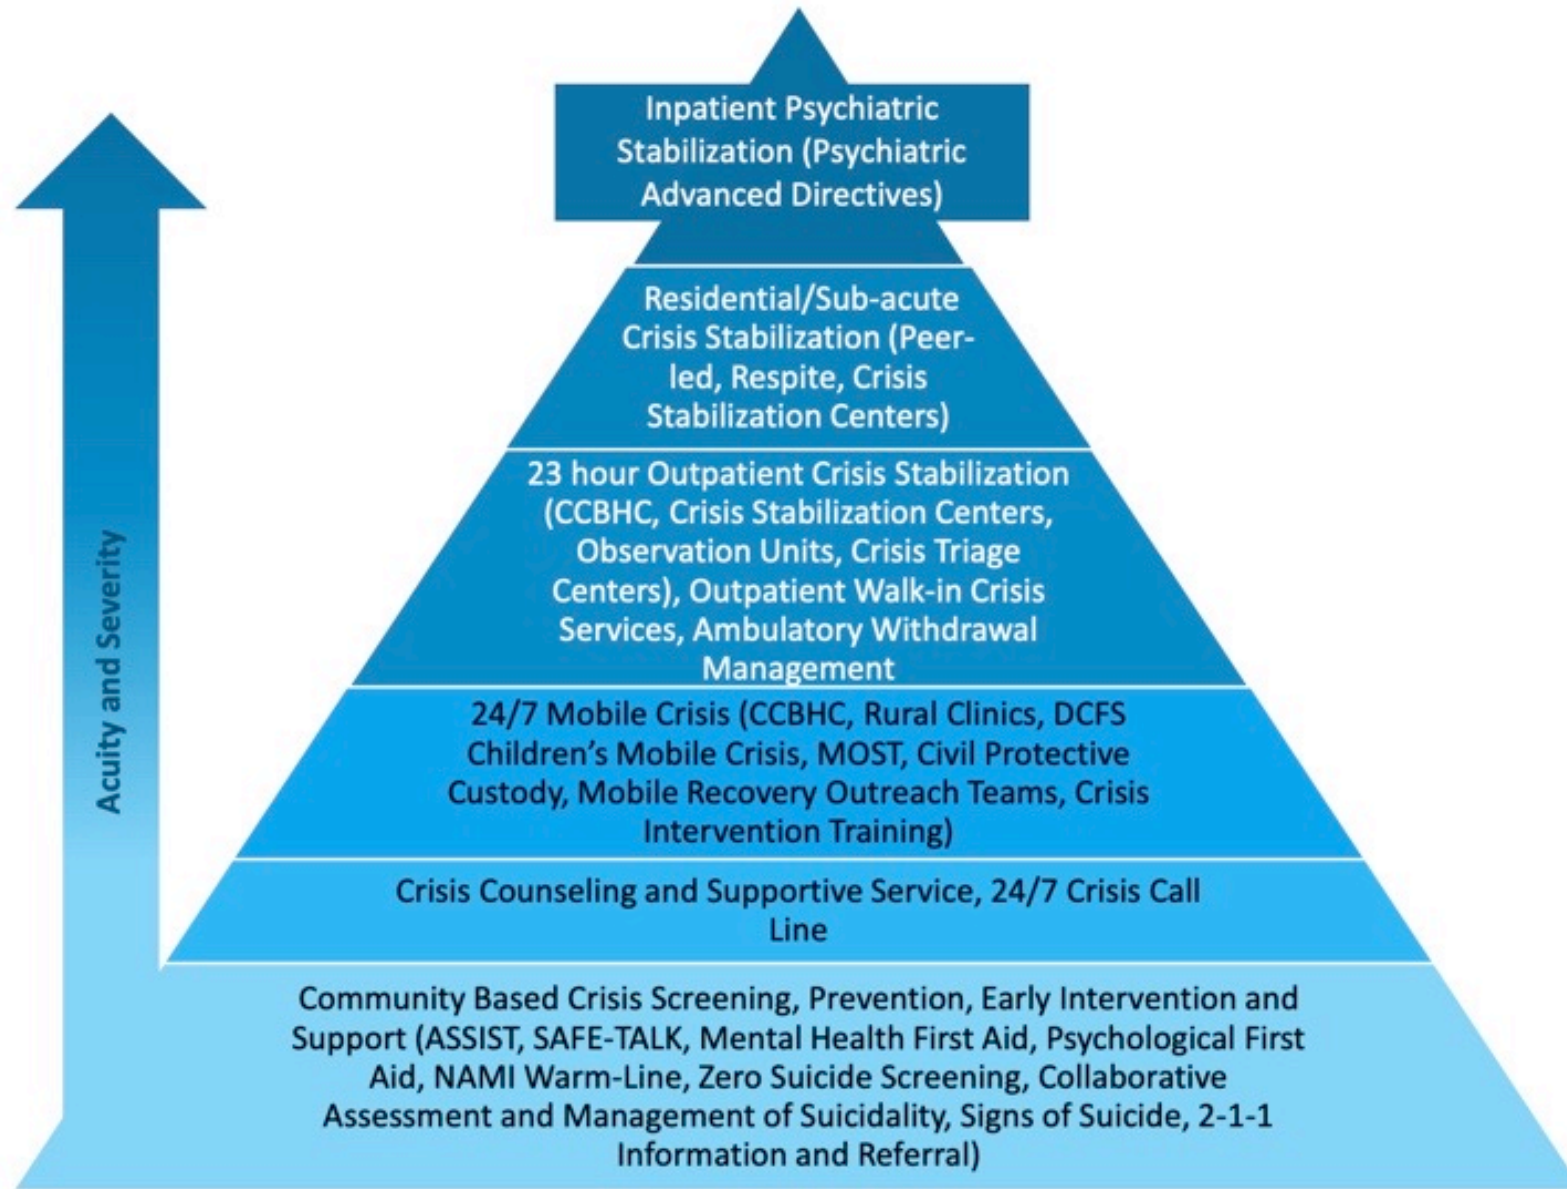 Inpatient Psychiatric
Stabilization (Psychiatric
Advanced Directives)
Residential/Sub-acute
Crisis Stabilization (Peer-
led, Respite, Crisis
Stabilization Centers)
23 hour Outpatient Crisis Stabilization
(CCBHC, Crisis Stabilization Centers,
Observation Units, Crisis Triage
Centers), Outpatient Walk-in Crisis
Services, Ambulatory Withdrawal
Management
24/7 Mobile Crisis (CCBHC, Rural Clinics, DCFS
Children’s Mobile Crisis, MOST, Civil Protective
Custody, Mobile Recovery Outreach Teams, Crisis
Intervention Training)
Crisis Counseling and Supportive Service, 24/7 Crisis Call
Line
Community Based Crisis Screening, Prevention, Early Intervention and
Support (ASSIST, SAFE-TALK, Mental Health First Aid, Psychological First
Aid, NAMI Warm-Line, Zero Suicide Screening, Collaborative
Assessment and Management of Suicidality, Signs of Suicide, 2-1-1
Information and Referral)
Acuity and Severity